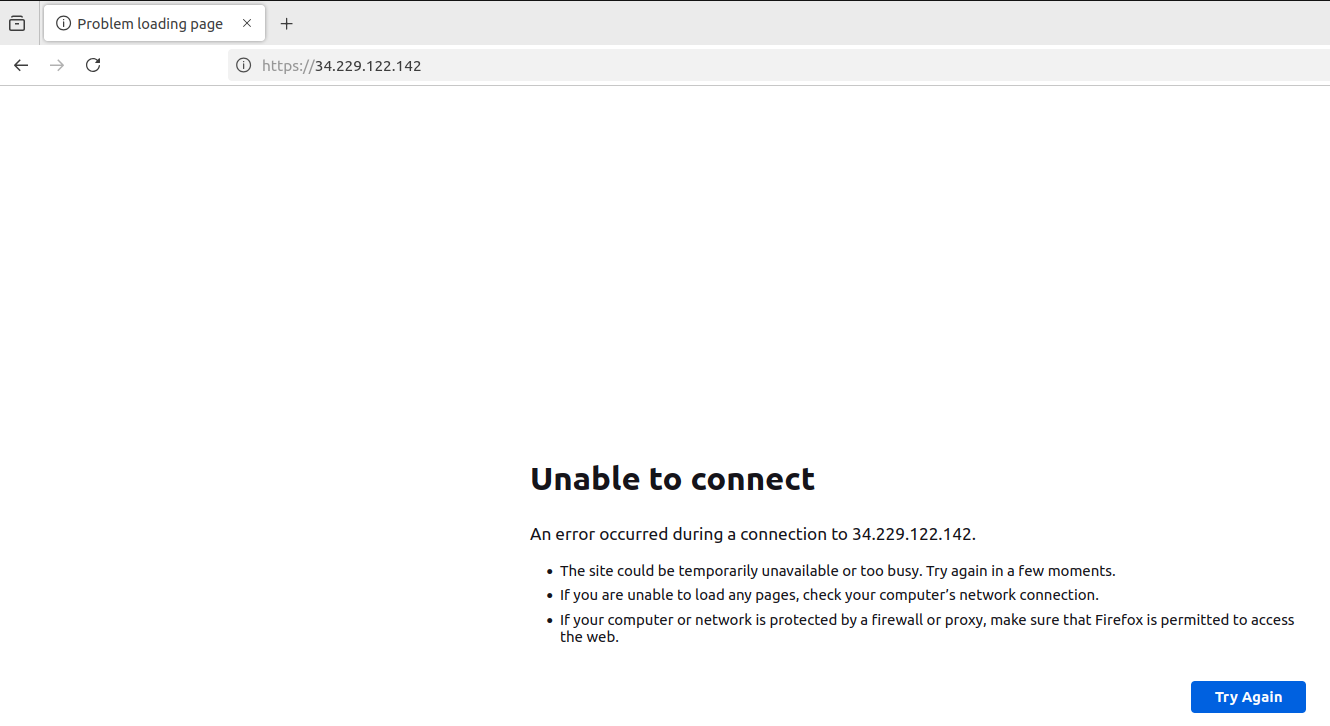 Problem loading page
https://34.229.122.142
Unable to connect
An error occurred during a connection to 34.229.122.142.
• The site could be temporarily unavailable or too busy. Try again in a few moments.
• If you are unable to load any pages, check your computer’s network connection.
• If your computer or network is protected by a firewall or proxy, make sure that Firefox is permitted to access
the web.
Try Again